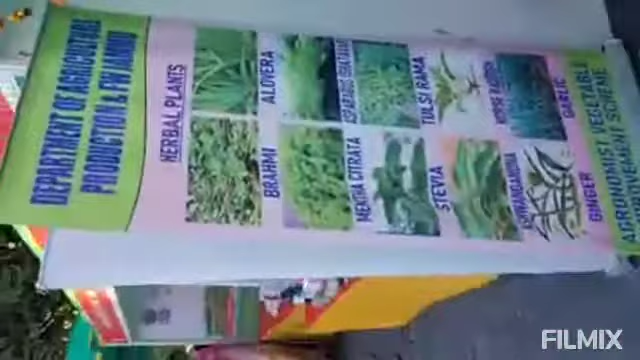 DEPARTMENT OF AGRICULTURE
PRODUCTION & FW JAMMU
HERBAL PLANTS
ALOVERA
BRAHMI
MENTHA CITRATA
TULSI RAMA
STEVIA
ASHWAGANDHA
GARLIC
GINGER
AGRONOMIST VEGETABLE
SCHEME
FILMIX